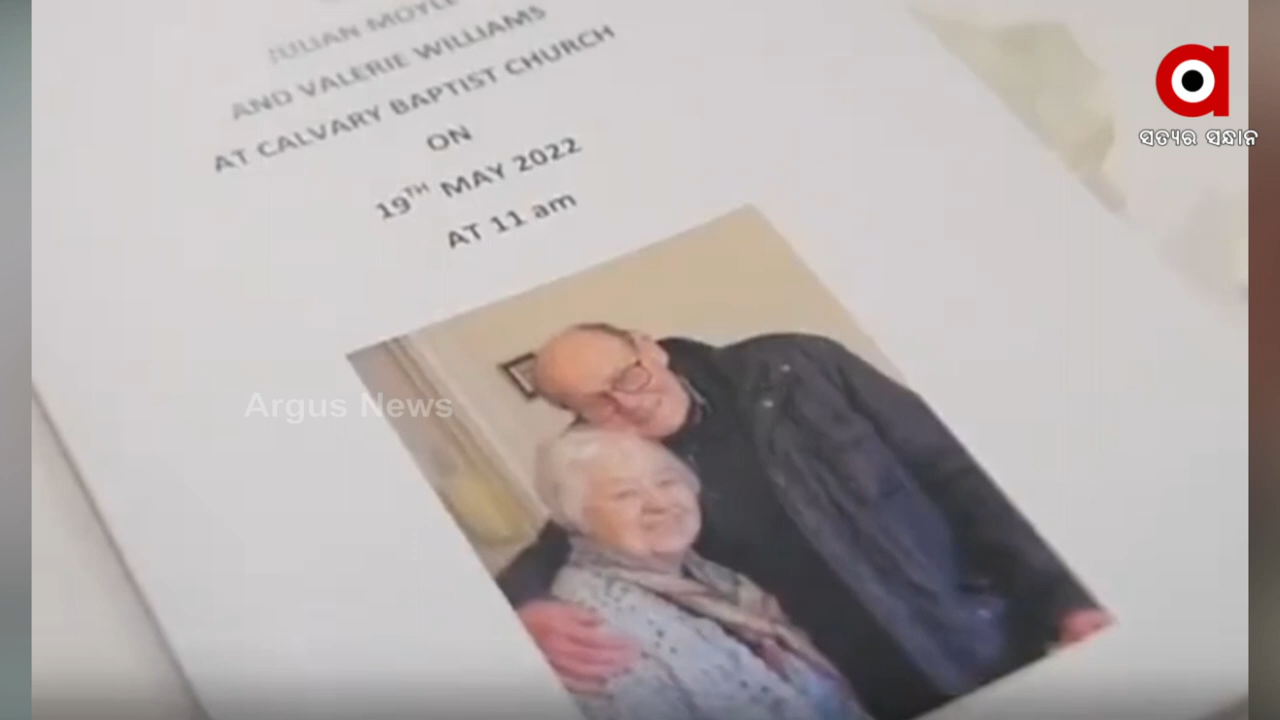 JULIAN MOYLE
AND VALERIE WILLIAMS
AT CALVARY BAPTIST CHURCH
ON
19TH MAY 2022
AT 11 am
Argus News
ସତ୍ୟର ସନ୍ଧାନ